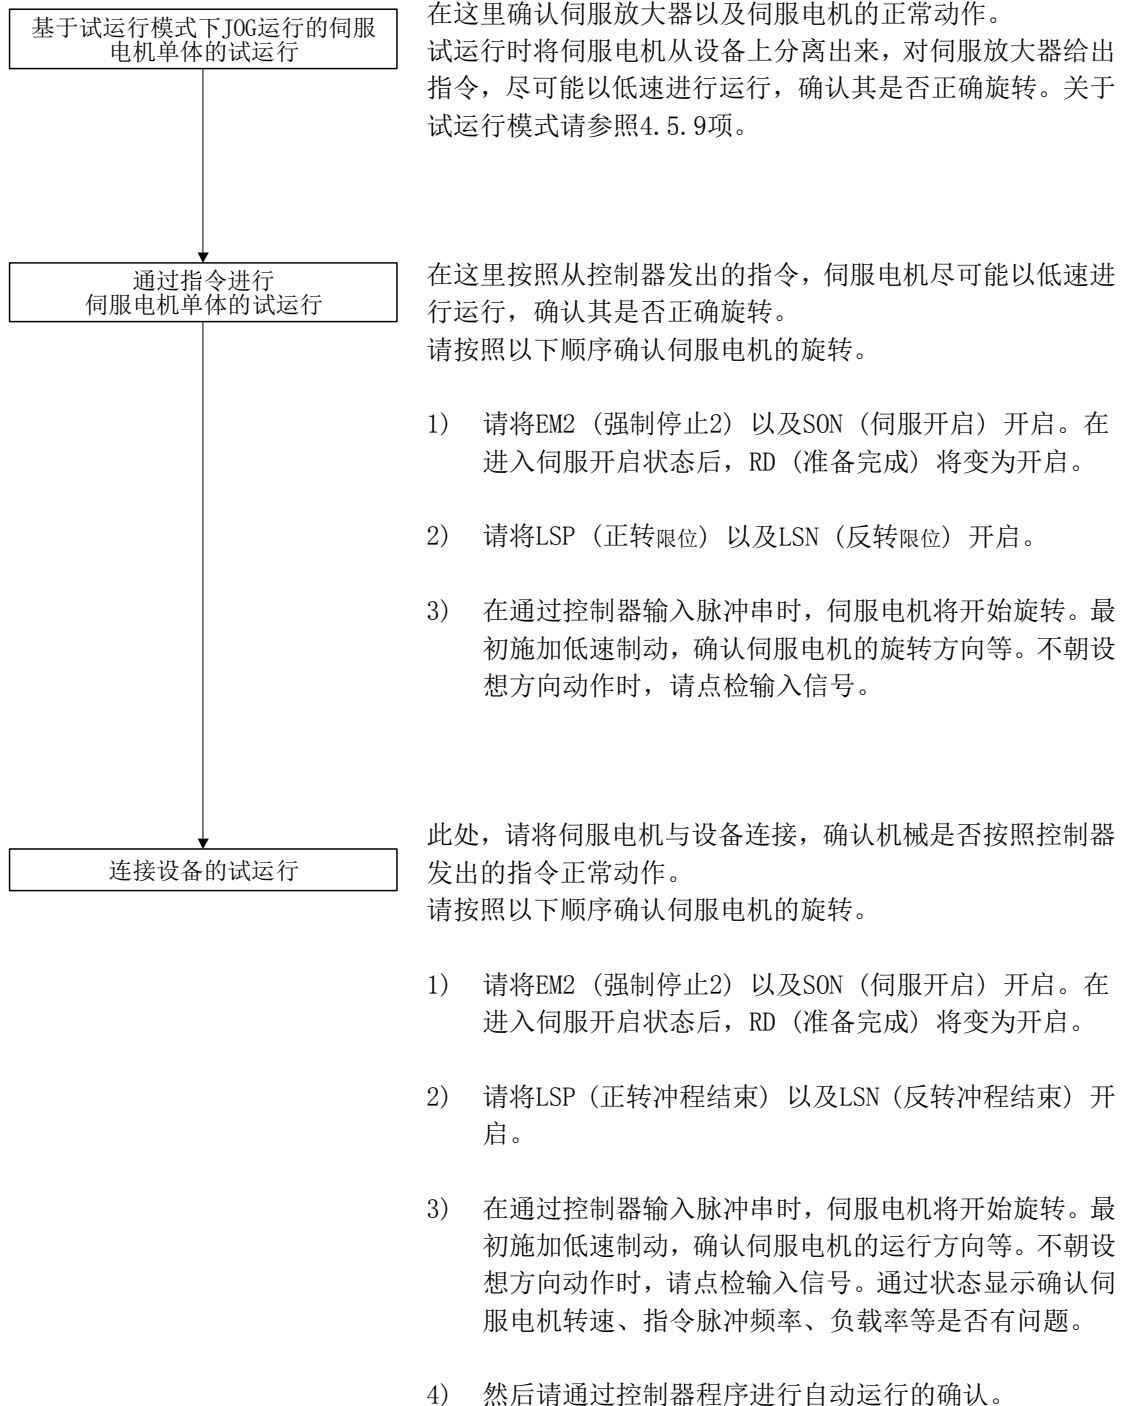 基于试运行模式下JOG运行的伺服
电机单体的试运行
在这里确认伺服放大器以及伺服电机的正常动作。
试运行时将伺服电机从设备上分离出来，对伺服放大器给出
指令，尽可能以低速进行运行，确认其是否正确旋转。关于
试运行模式请参照4.5.9项。
通过指令进行
伺服电机单体的试运行
在这里按照从控制器发出的指令，伺服电机尽可能以低速进
行运行，确认其是否正确旋转。
请按照以下顺序确认伺服电机的旋转。
1) 请将EM2 (强制停止2) 以及SON (伺服开启) 开启。在
进入伺服开启状态后，RD (准备完成) 将变为开启。
2) 请将LSP (正转限位) 以及LSN (反转限位) 开启。
3) 在通过控制器输入脉冲串时，伺服电机将开始旋转。最
初施加低速制动，确认伺服电机的旋转方向等。不朝设
想方向动作时，请点检输入信号。
连接设备的试运行
此处，请将伺服电机与设备连接，确认机械是否按照控制器
发出的指令正常动作。
请按照以下顺序确认伺服电机的旋转。
1) 请将EM2 (强制停止2) 以及SON (伺服开启) 开启。在
进入伺服开启状态后，RD (准备完成) 将变为开启。
2) 请将LSP (正转冲程结束) 以及LSN (反转冲程结束) 开
启。
3) 在通过控制器输入脉冲串时，伺服电机将开始旋转。最
初施加低速制动，确认伺服电机的运行方向等。不朝设
想方向动作时，请点检输入信号。通过状态显示确认伺
服电机转速、指令脉冲频率、负载率等是否有问题。
4) 然后请通过控制器程序进行自动运行的确认。